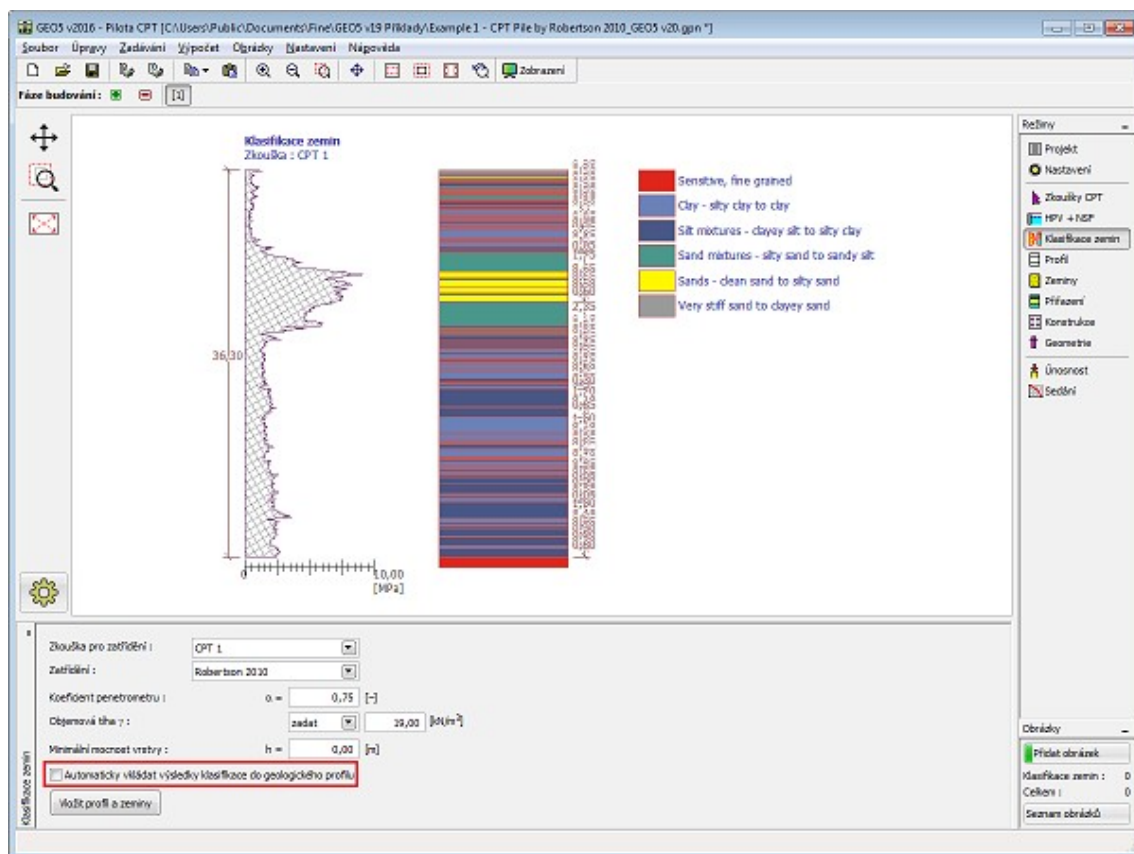 GEO5 v2016 - Pilota CPT [C:\Users\Public\Documents\Fine\GEO5 v19 Příklady\Example 1 - CPT Pile by Robertson 2010_GEO5 v20.gpn *]
Soubor Úpravy Zadávání Výpočet Obrázky Nastavení Nápověda
Zobrazení
Fáze budování : [1]
Klasifikace zemin
Zkouška : CPT 1
36,30
0
10,00
[MPa]
Sensitive, fine grained
Clay - silty clay to clay
Silt mixtures - clayey silt to silty clay
Sand mixtures - silty sand to sandy silt
Sands - clean sand to silty sand
Very stiff sand to clayey sand
Režimy
Projekt
Nastavení
Zkoušky CPT
HPV + NSP
Klasifikace zemin
Profil
Zeminy
Přiřazení
Konstrukce
Geometrie
Únosnost
Sedání
Klasifikace zemin
Zkouška pro zatřídění : CPT 1
Zatřídění : Robertson 2010
Koeficient penetrometru : α = 0,75 [-]
Objemová tíha γ : zadat 19,00 [kN/m³]
Minimální mocnost vrstvy : h = 0,00 [m]
Automaticky vkládat výsledky klasifikace do geologického profilu
Vložit profil a zeminy
Obrázky
Přidat obrázek
Klasifikace zemin : 0
Celkem : 0
Seznam obrázků